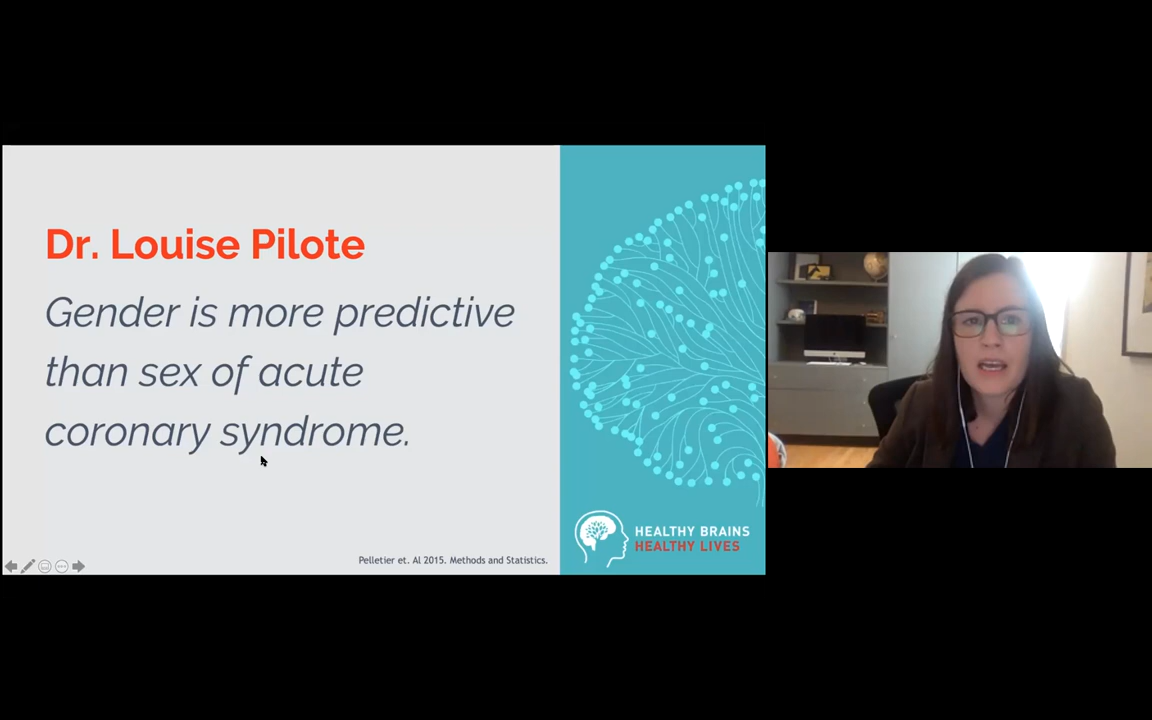 Dr. Louise Pilote
Gender is more predictive
than sex of acute
coronary syndrome.
Pelletier et. Al 2015. Methods and Statistics.
HEALTHY BRAINS
HEALTHY LIVES